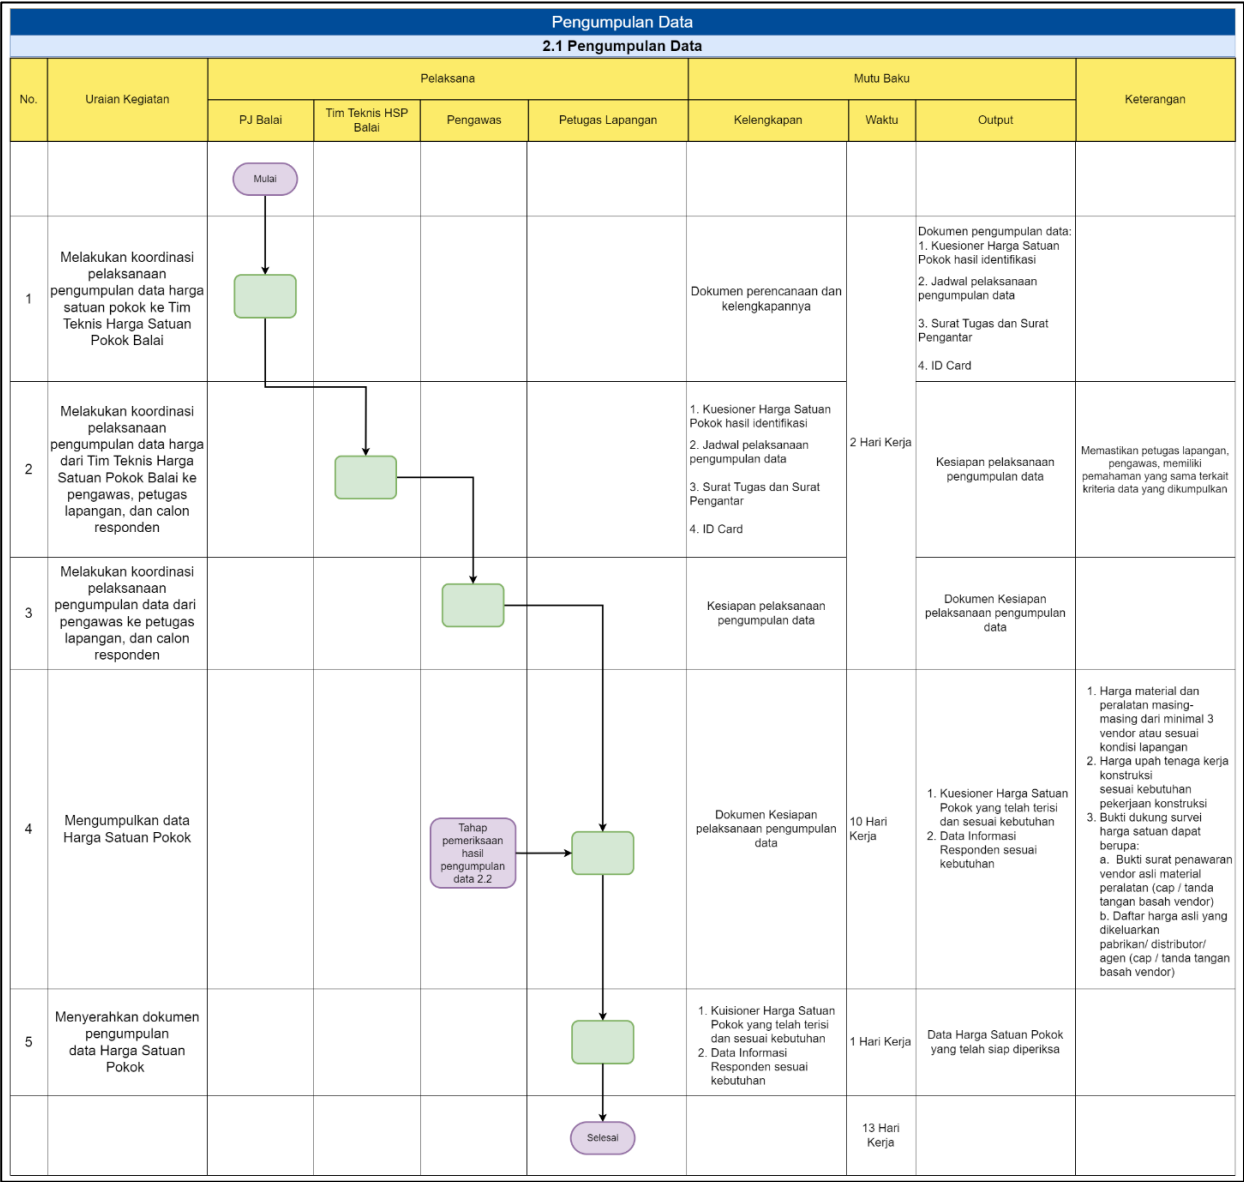 Pengumpulan Data
2.1 Pengumpulan Data
No.
Uraian Kegiatan
Pelaksana
Mutu Baku
Keterangan
PJ Balai
Tim Teknis HSP
Balai
Pengawas
Petugas Lapangan
Kelengkapan
Waktu
Output
Mulai
1
Melakukan koordinasi
pelaksanaan
pengumpulan data harga
satuan pokok ke Tim
Teknis Harga Satuan
Pokok Balai
Dokumen perencanaan dan
kelengkapannya
Dokumen pengumpulan data:
1. Kuesioner Harga Satuan
Pokok hasil identifikasi
2. Jadwal pelaksanaan
pengumpulan data
3. Surat Tugas dan Surat
Pengantar
4. ID Card
2
Melakukan koordinasi
pelaksanaan
pengumpulan data harga
dari Tim Teknis Harga
Satuan Pokok Balai ke
pengawas, petugas
lapangan, dan calon
responden
1. Kuesioner Harga Satuan
Pokok hasil identifikasi
2. Jadwal pelaksanaan
pengumpulan data
3. Surat Tugas dan Surat
Pengantar
4. ID Card
2 Hari Kerja
Kesiapan pelaksanaan
pengumpulan data
Memastikan petugas lapangan,
pengawas, memiliki
pemahaman yang sama terkait
kriteria data yang dikumpulkan
3
Melakukan koordinasi
pelaksanaan
pengumpulan data dari
pengawas ke petugas
lapangan, dan calon
responden
Kesiapan pelaksanaan
pengumpulan data
Dokumen Kesiapan
pelaksanaan pengumpulan
data
4
Mengumpulkan data
Harga Satuan Pokok
Tahap
pemeriksaan
hasil
pengumpulan
data 2.2
Dokumen Kesiapan
pelaksanaan pengumpulan
data
10 Hari
Kerja
1. Kuesioner Harga Satuan
Pokok yang telah terisi
dan sesuai kebutuhan
2. Data Informasi
Responden sesuai
kebutuhan
1. Harga material dan
peralatan masing-
masing dari minimal 3
vendor atau sesuai
kondisi lapangan
2. Harga upah tenaga kerja
konstruksi
sesuai kebutuhan
pekerjaan konstruksi
3. Bukti dukung survei
harga satuan dapat
berupa:
a. Bukti surat penawaran
vendor asli material
peralatan (cap / tanda
tangan basah vendor)
b. Daftar harga asli yang
dikeluarkan
pabrikan/ distributor/
agen (cap / tanda tangan
basah vendor)
5
Menyerahkan dokumen
pengumpulan
data Harga Satuan
Pokok
1. Kuisioner Harga Satuan
Pokok yang telah terisi
dan sesuai kebutuhan
2. Data Informasi
Responden sesuai
kebutuhan
1 Hari Kerja
Data Harga Satuan Pokok
yang telah siap diperiksa
Selesai
13 Hari
Kerja